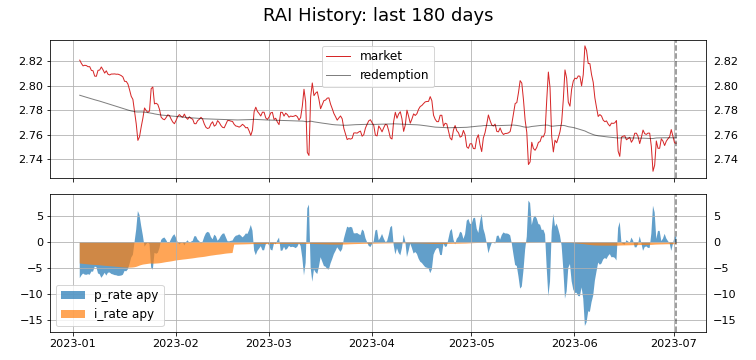 RAI History: last 180 days
market
redemption
2.82 2.82
2.80 2.80
2.78 2.78
2.76 2.76
2.74 2.74
5 5
0 0
−5 −5
−10 −10
−15 −15
p_rate apy
i_rate apy
2023-01 2023-02 2023-03 2023-04 2023-05 2023-06 2023-07